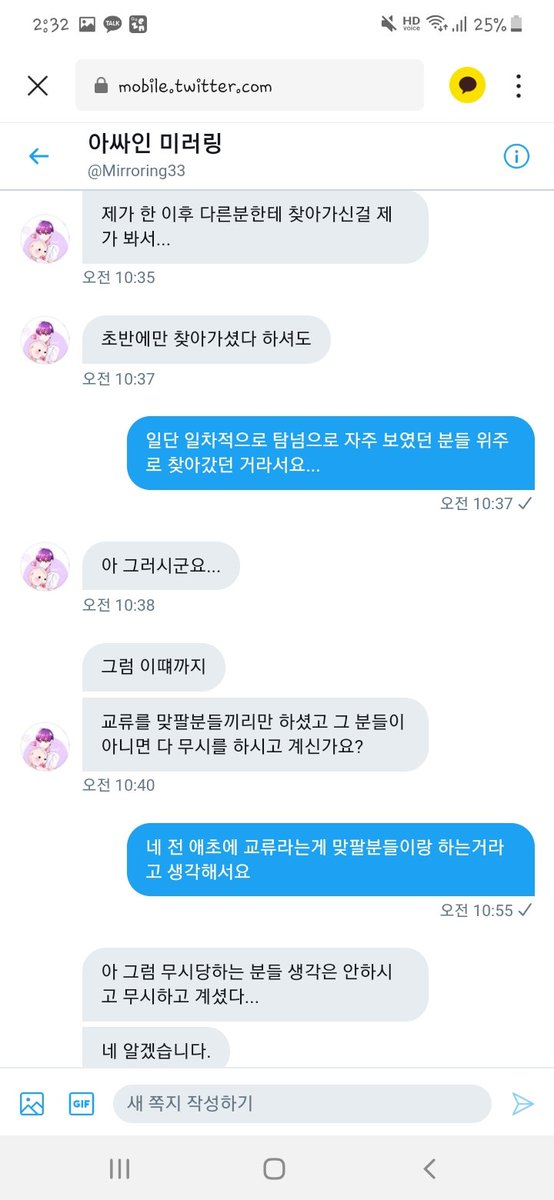 2:32
TALK
HD voice
25%
mobile.twitter.com
아싸인 미러링
@Mirroring33
제가 한 이후 다른분한테 찾아가신걸 제
가 봐서...
오전 10:35
초반에만 찾아가셨다 하셔도
오전 10:37
일단 일차적으로 탐넘으로 자주 보였던 분들 위주
로 찾아갔던 거라서요...
오전 10:37
아 그러시군요...
오전 10:38
그럼 이떄까지
교류를 맞팔분들끼리만 하셨고 그 분들이
아니면 다 무시를 하시고 계신가요?
오전 10:40
네 전 애초에 교류라는게 맞팔분들이랑 하는거라
고 생각해서요
오전 10:55
아 그럼 무시당하는 분들 생각은 안하시
고 무시하고 계셨다...
네 알겠습니다.
GIF
새 쪽지 작성하기